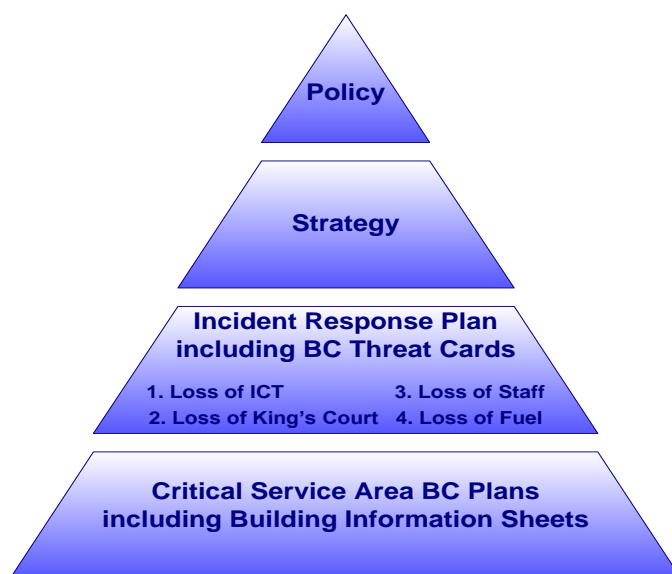 Policy
Strategy
Incident Response Plan
including BC Threat Cards
1. Loss of ICT 3. Loss of Staff
2. Loss of King's Court 4. Loss of Fuel
Critical Service Area BC Plans
including Building Information Sheets